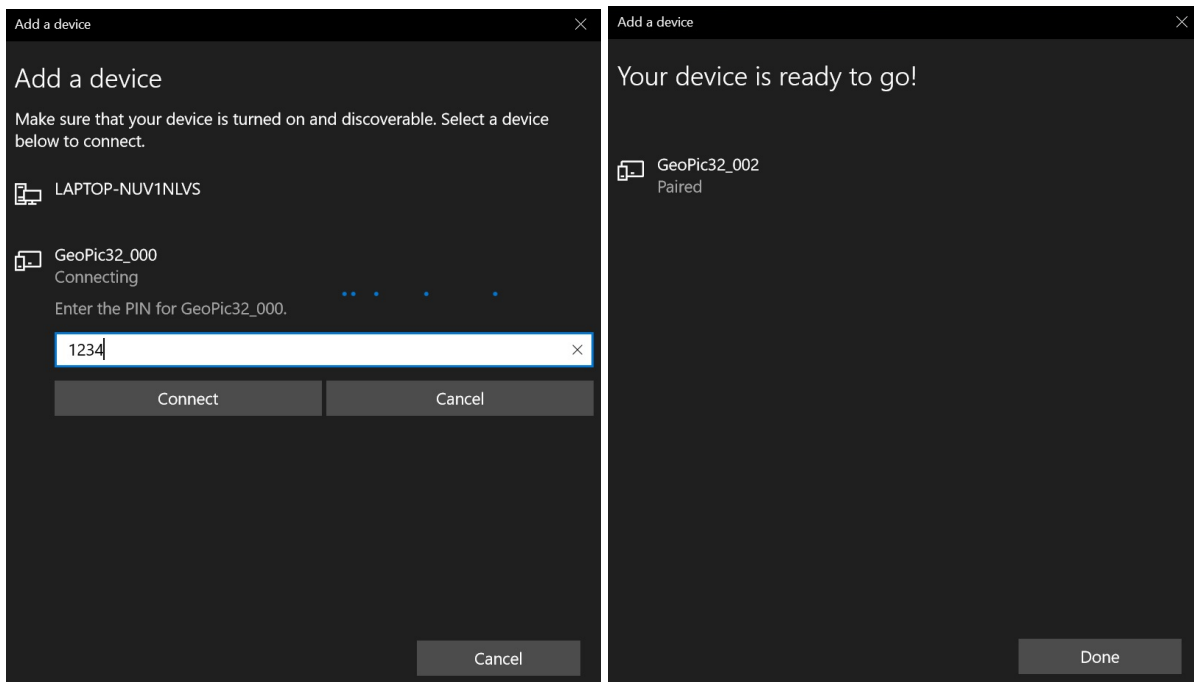 Add a device
Add a device
Make sure that your device is turned on and discoverable. Select a device
below to connect.
LAPTOP-NUV1NLVS
GeoPic32_000
Connecting
Enter the PIN for GeoPic32_000.
1234
Connect
Cancel
Cancel
Add a device
Your device is ready to go!
GeoPic32_002
Paired
Done